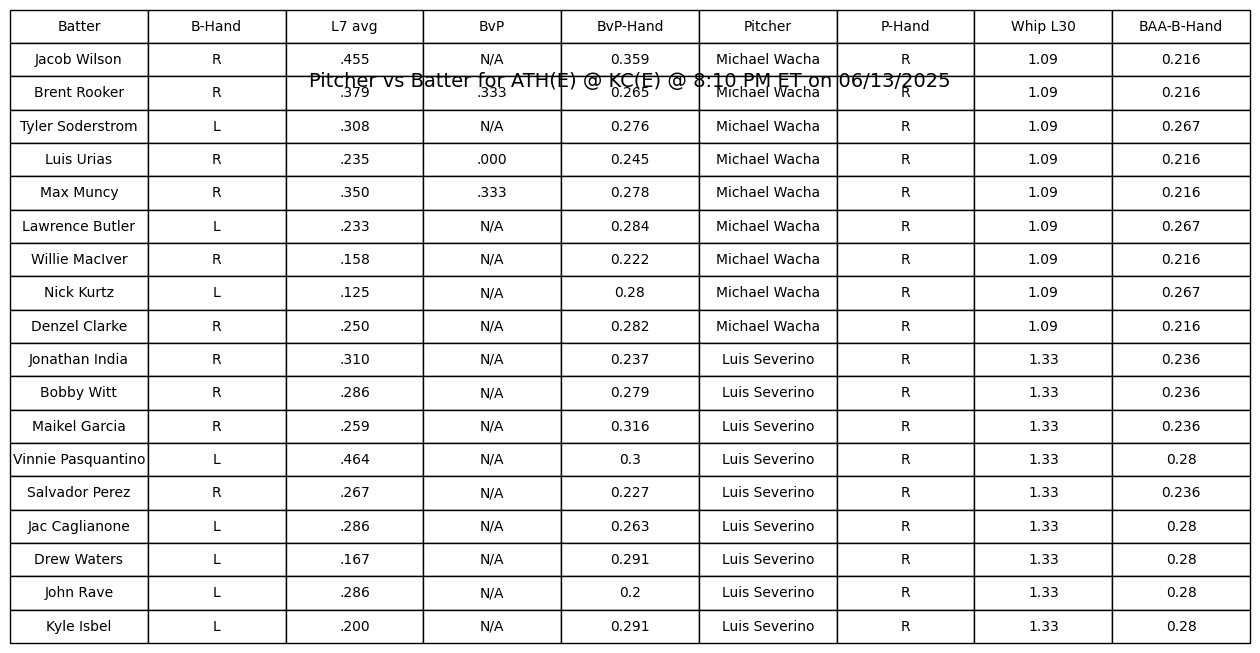 Batter B-Hand L7 avg BvP BvP-Hand Pitcher P-Hand Whip L30 BAA-B-Hand
Jacob Wilson R .455 N/A 0.359 Michael Wacha R 1.09 0.216
Pitcher vs Batter for ATH(E) @ KC(E) @ 8:10 PM ET on 06/13/2025
Brent Rooker R .379 .333 0.265 Michael Wacha R 1.09 0.216
Tyler Soderstrom L .308 N/A 0.276 Michael Wacha R 1.09 0.267
Luis Urias R .235 .000 0.245 Michael Wacha R 1.09 0.216
Max Muncy R .350 .333 0.278 Michael Wacha R 1.09 0.216
Lawrence Butler L .233 N/A 0.284 Michael Wacha R 1.09 0.267
Willie MacIver R .158 N/A 0.222 Michael Wacha R 1.09 0.216
Nick Kurtz L .125 N/A 0.28 Michael Wacha R 1.09 0.267
Denzel Clarke R .250 N/A 0.282 Michael Wacha R 1.09 0.216
Jonathan India R .310 N/A 0.237 Luis Severino R 1.33 0.236
Bobby Witt R .286 N/A 0.279 Luis Severino R 1.33 0.236
Maikel Garcia R .259 N/A 0.316 Luis Severino R 1.33 0.236
Vinnie Pasquantino L .464 N/A 0.3 Luis Severino R 1.33 0.28
Salvador Perez R .267 N/A 0.227 Luis Severino R 1.33 0.236
Jac Caglianone L .286 N/A 0.263 Luis Severino R 1.33 0.28
Drew Waters L .167 N/A 0.291 Luis Severino R 1.33 0.28
John Rave L .286 N/A 0.2 Luis Severino R 1.33 0.28
Kyle Isbel L .200 N/A 0.291 Luis Severino R 1.33 0.28